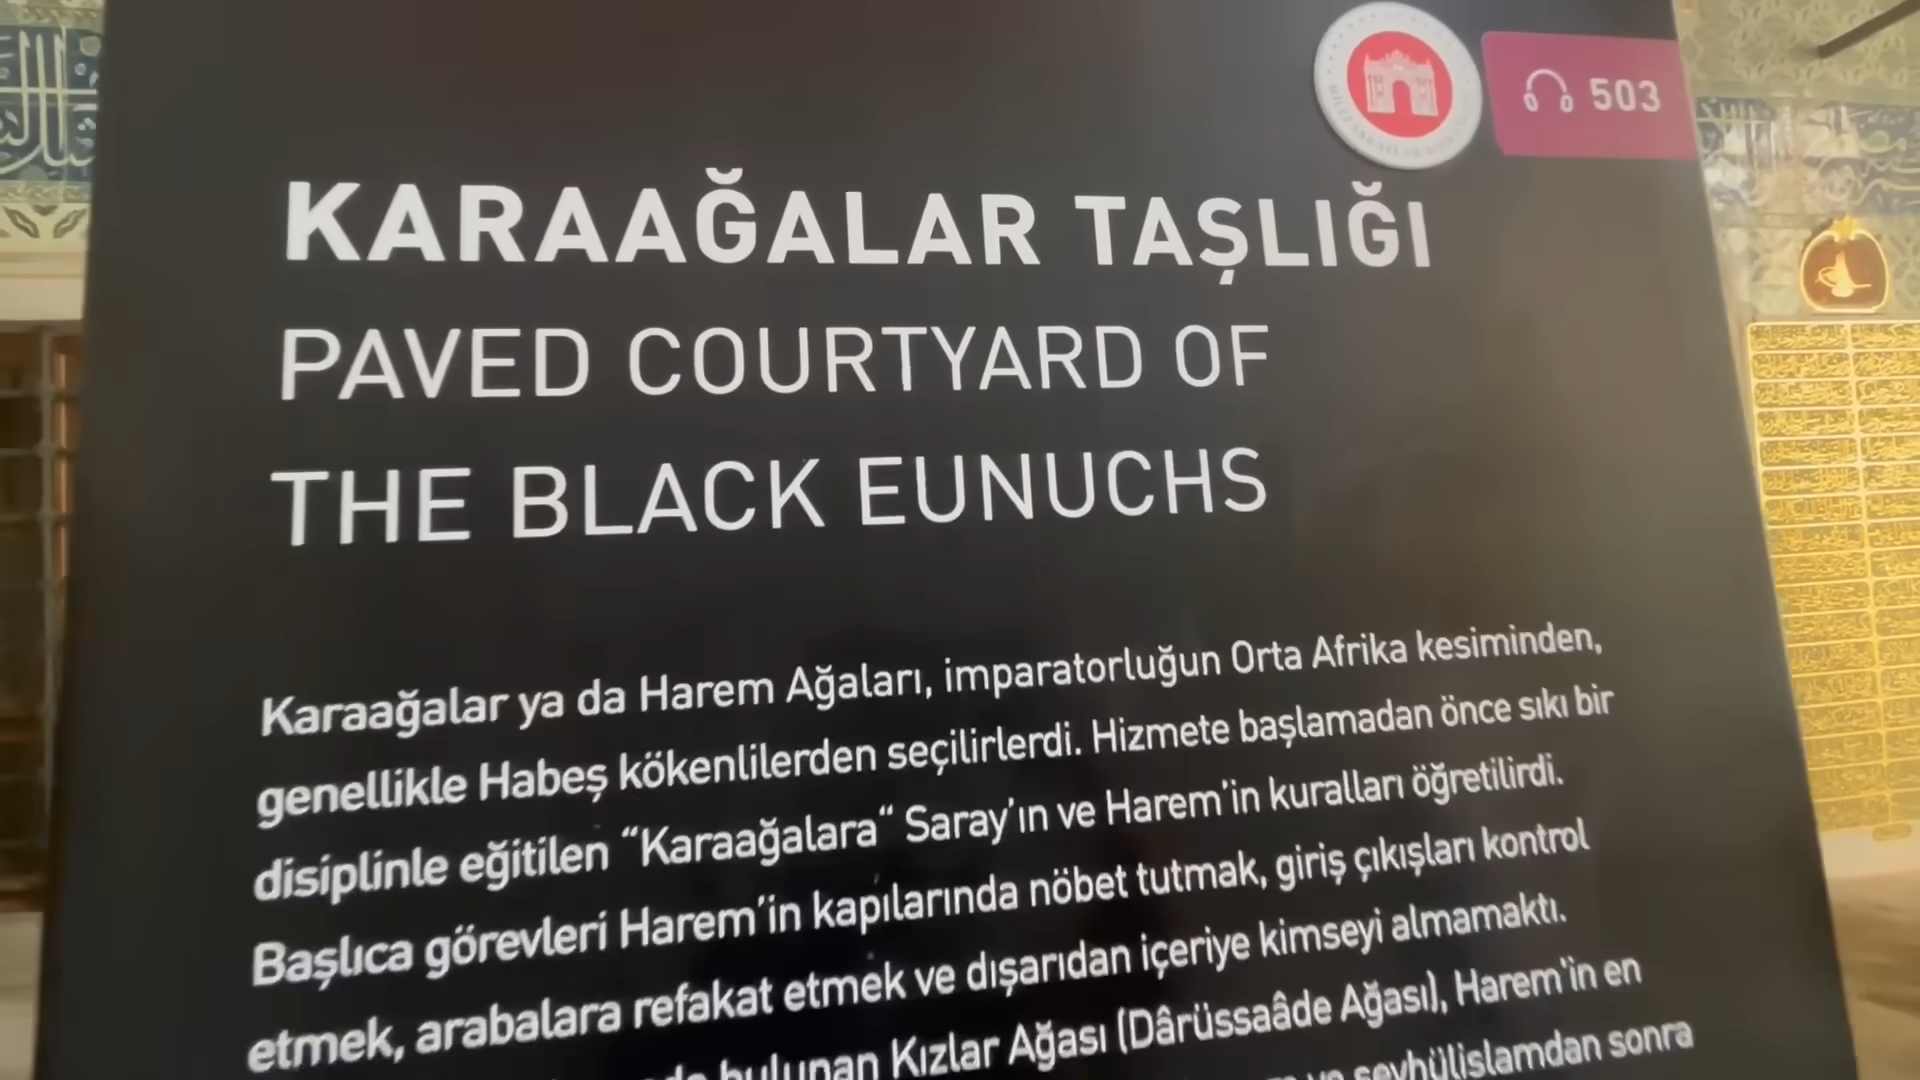 503
KARAAĞALAR TAŞLIĞI
PAVED COURTYARD OF
THE BLACK EUNUCHS
Karaağalar ya da Harem Ağaları, imparatorluğun Orta Afrika kesiminden,
genellikle Habeş kökenlilerden seçilirlerdi. Hizmete başlamadan önce sıkı bir
disiplinle eğitilen “Karaağalara“ Saray’ın ve Harem’in kuralları öğretilirdi.
Başlıca görevleri Harem’in kapılarında nöbet tutmak, giriş çıkışları kontrol
etmek, arabalara refakat etmek ve dışarıdan içeriye kimseyi almamaktı.
bulunan Kızlar Ağası (Dârüssaâde Ağası), Harem’in en
ve şeyhülislamdan sonra